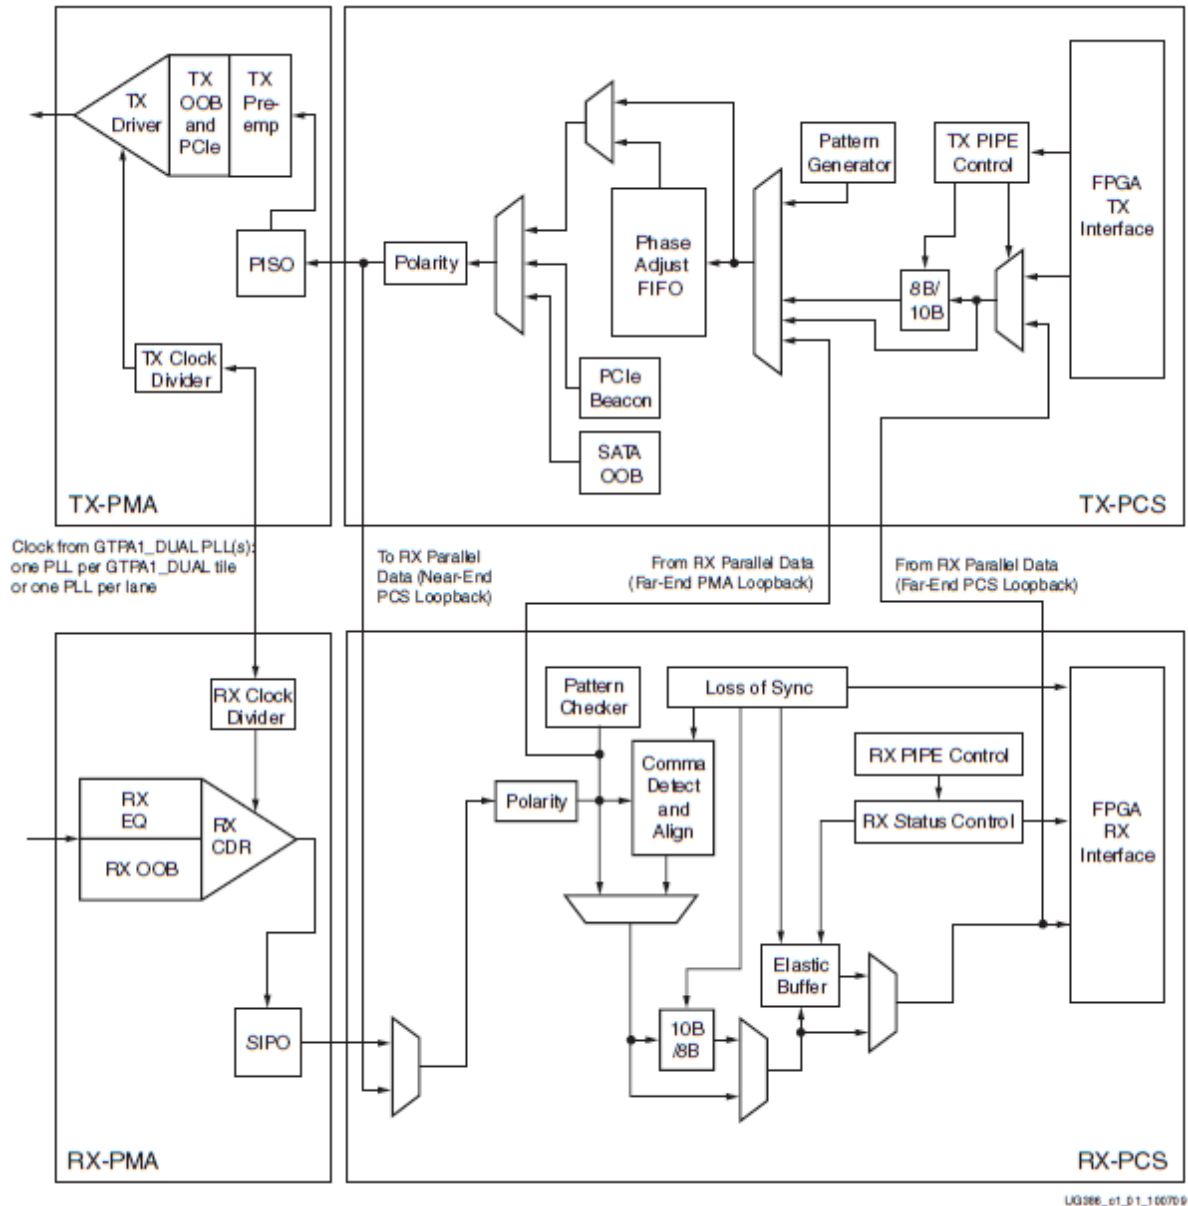 TX
Driver
TX
OOB
and
PCIe
TX
Pre-
emp
PISO
TX Clock
Divider
TX-PMA
Polarity
Phase
Adjust
FIFO
PCIe
Beacon
SATA
OOB
Pattern
Generator
TX PIPE
Control
8B/
10B
FPGA
TX
Interface
TX-PCS
Clock from GTPA1_DUAL PLL(s):
one PLL per GTPA1_DUAL tile
or one PLL per lane
To RX Parallel
Data (Near-End
PCS Loopback)
From RX Parallel Data
(Far-End PMA Loopback)
From RX Parallel Data
(Far-End PCS Loopback)
RX Clock
Divider
RX
EQ
RX OOB
RX
CDR
SIPO
RX-PMA
Pattern
Checker
Loss of Sync
Polarity
Comma
Detect
and
Align
RX PIPE Control
RX Status Control
FPGA
RX
Interface
Elastic
Buffer
10B
/8B
RX-PCS
UG386_c1_01_100709